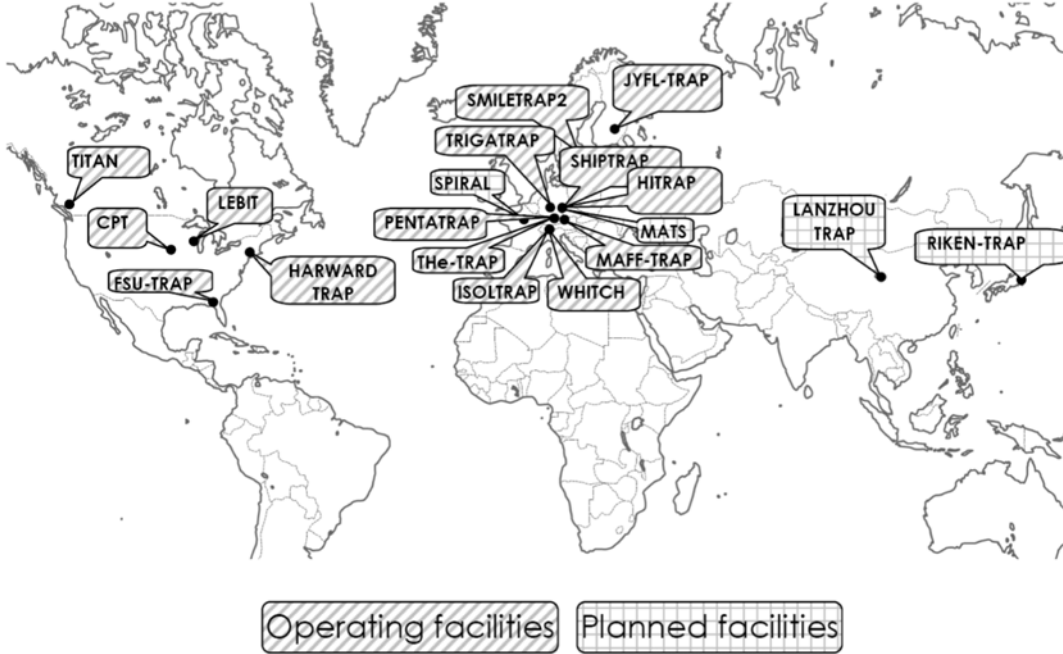 JYFL-TRAP
SMILETRAP2
TRIGATRAP
TITAN
SHIPTRAP
SPIRAL
HITRAP
LEBIT
CPT
PENTATRAP
MATS
LANZHOU
TRAP
RIKEN-TRAP
THe-TRAP
MAFF-TRAP
HARWARD
TRAP
FSU-TRAP
ISOLTRAP
WHITCH
Operating facilities
Planned facilities